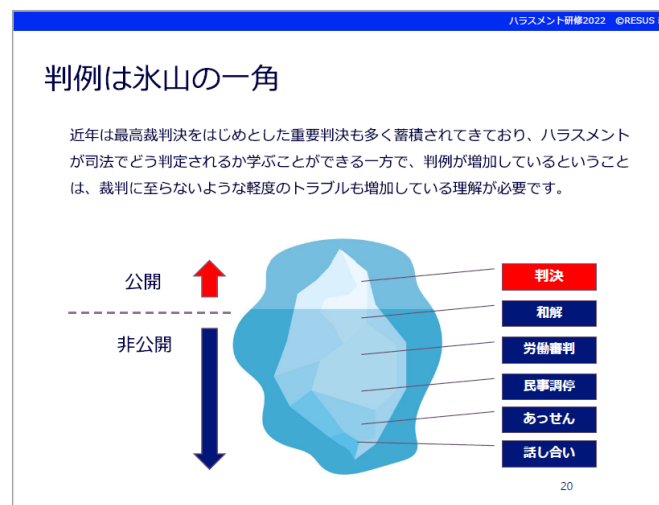 ハラスメント研修2022 ©RESUS
判例は氷山の一角
近年は最高裁判決をはじめとした重要判決も多く蓄積されてきており、ハラスメント
が司法でどう判定されるか学ぶことができる一方で、判例が増加しているということ
は、裁判に至らないような軽度のトラブルも増加している理解が必要です。
公開
非公開
判決
和解
労働審判
民事調停
あっせん
話し合い
20